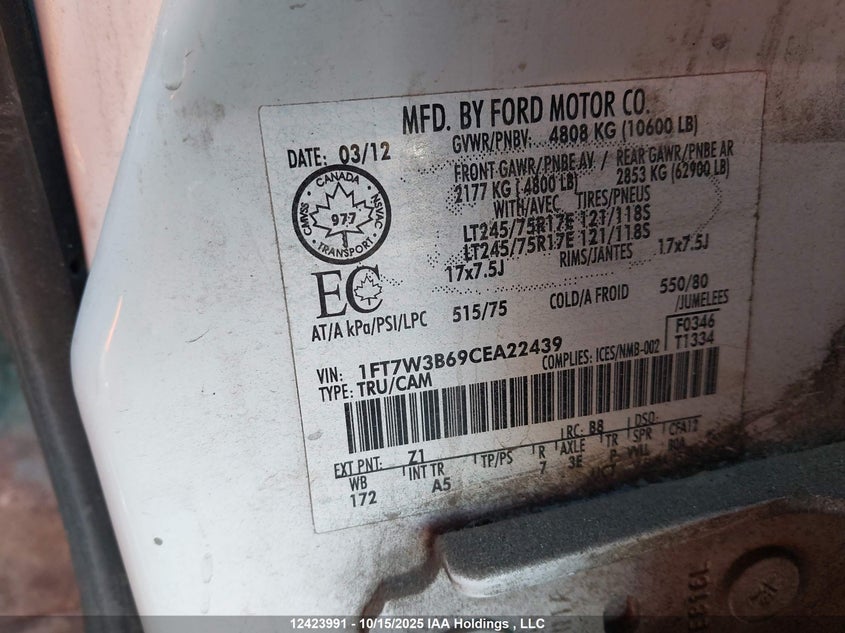 MFD. BY FORD MOTOR CO.
DATE: 03/12
GVWR/PNBV: 4808 KG (10600 LB)
FRONT GAWR/PNBE AV / REAR GAWR/PNBE AR
2177 KG (4800 LB) 2853 KG (62900 LB)
WITH/AVEC TIRES/PNEUS
LT245/75R17E 121/118S
LT245/75R17E 121/118S
17x7.5J RIMS/JANTES 17x7.5J
CANADA
CMVSS NSVAC
977
TRANSPORT
EC
AT/A kPa/PSI/LPC 515/75 COLD/A FROID 550/80
/JUMELEES
F0346
T1334
VIN: 1FT7W3B69CEA22439 COMPLIES: ICES/NMB-002
TYPE: TRU/CAM
EXT PNT: Z1 RC: B8 DSO:
WB INT TR TP/PS R AXLE TR SPR CFA12
172 A5 7 3E P
12423991 - 10/15/2025 IAA Holdings , LLC